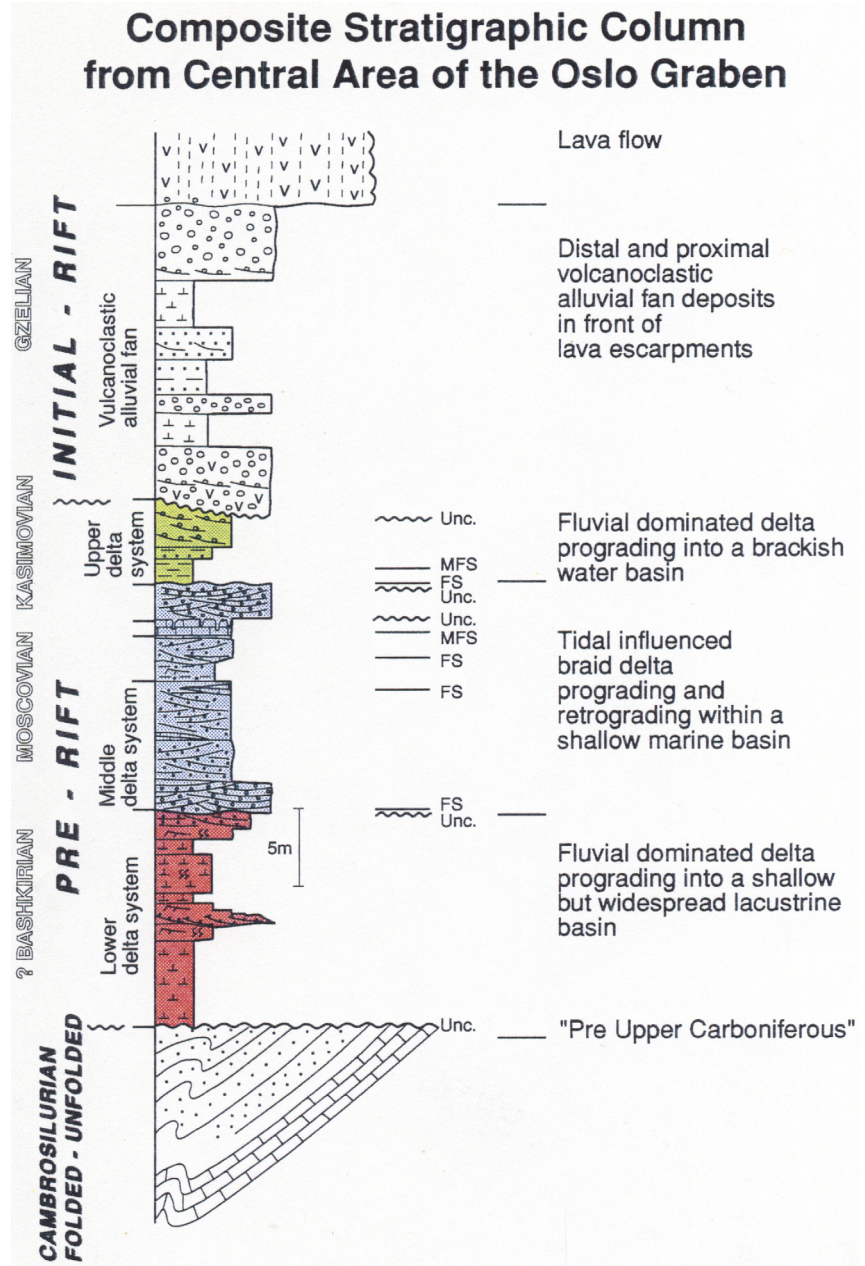 Composite Stratigraphic Column
from Central Area of the Oslo Graben
Lava flow
INITIAL - RIFT
GZELIAN
Vulcanoclastic
alluvial fan
Distal and proximal
volcanoclastic
alluvial fan deposits
in front of
lava escarpments
KASIMOVIAN
Upper
delta
system
Unc.
MFS
FS
Unc.
Fluvial dominated delta
prograding into a brackish
water basin
PRE - RIFT
MOSCOVIAN
Middle
delta system
Unc.
MFS
FS
FS
FS
Unc.
Tidal influenced
braid delta
prograding and
retrograding within a
shallow marine basin
5m
? BASHKIRIAN
Lower
delta system
Fluvial dominated delta
prograding into a shallow
but widespread lacustrine
basin
Unc.
"Pre Upper Carboniferous"
CAMBROSILURIAN
FOLDED - UNFOLDED